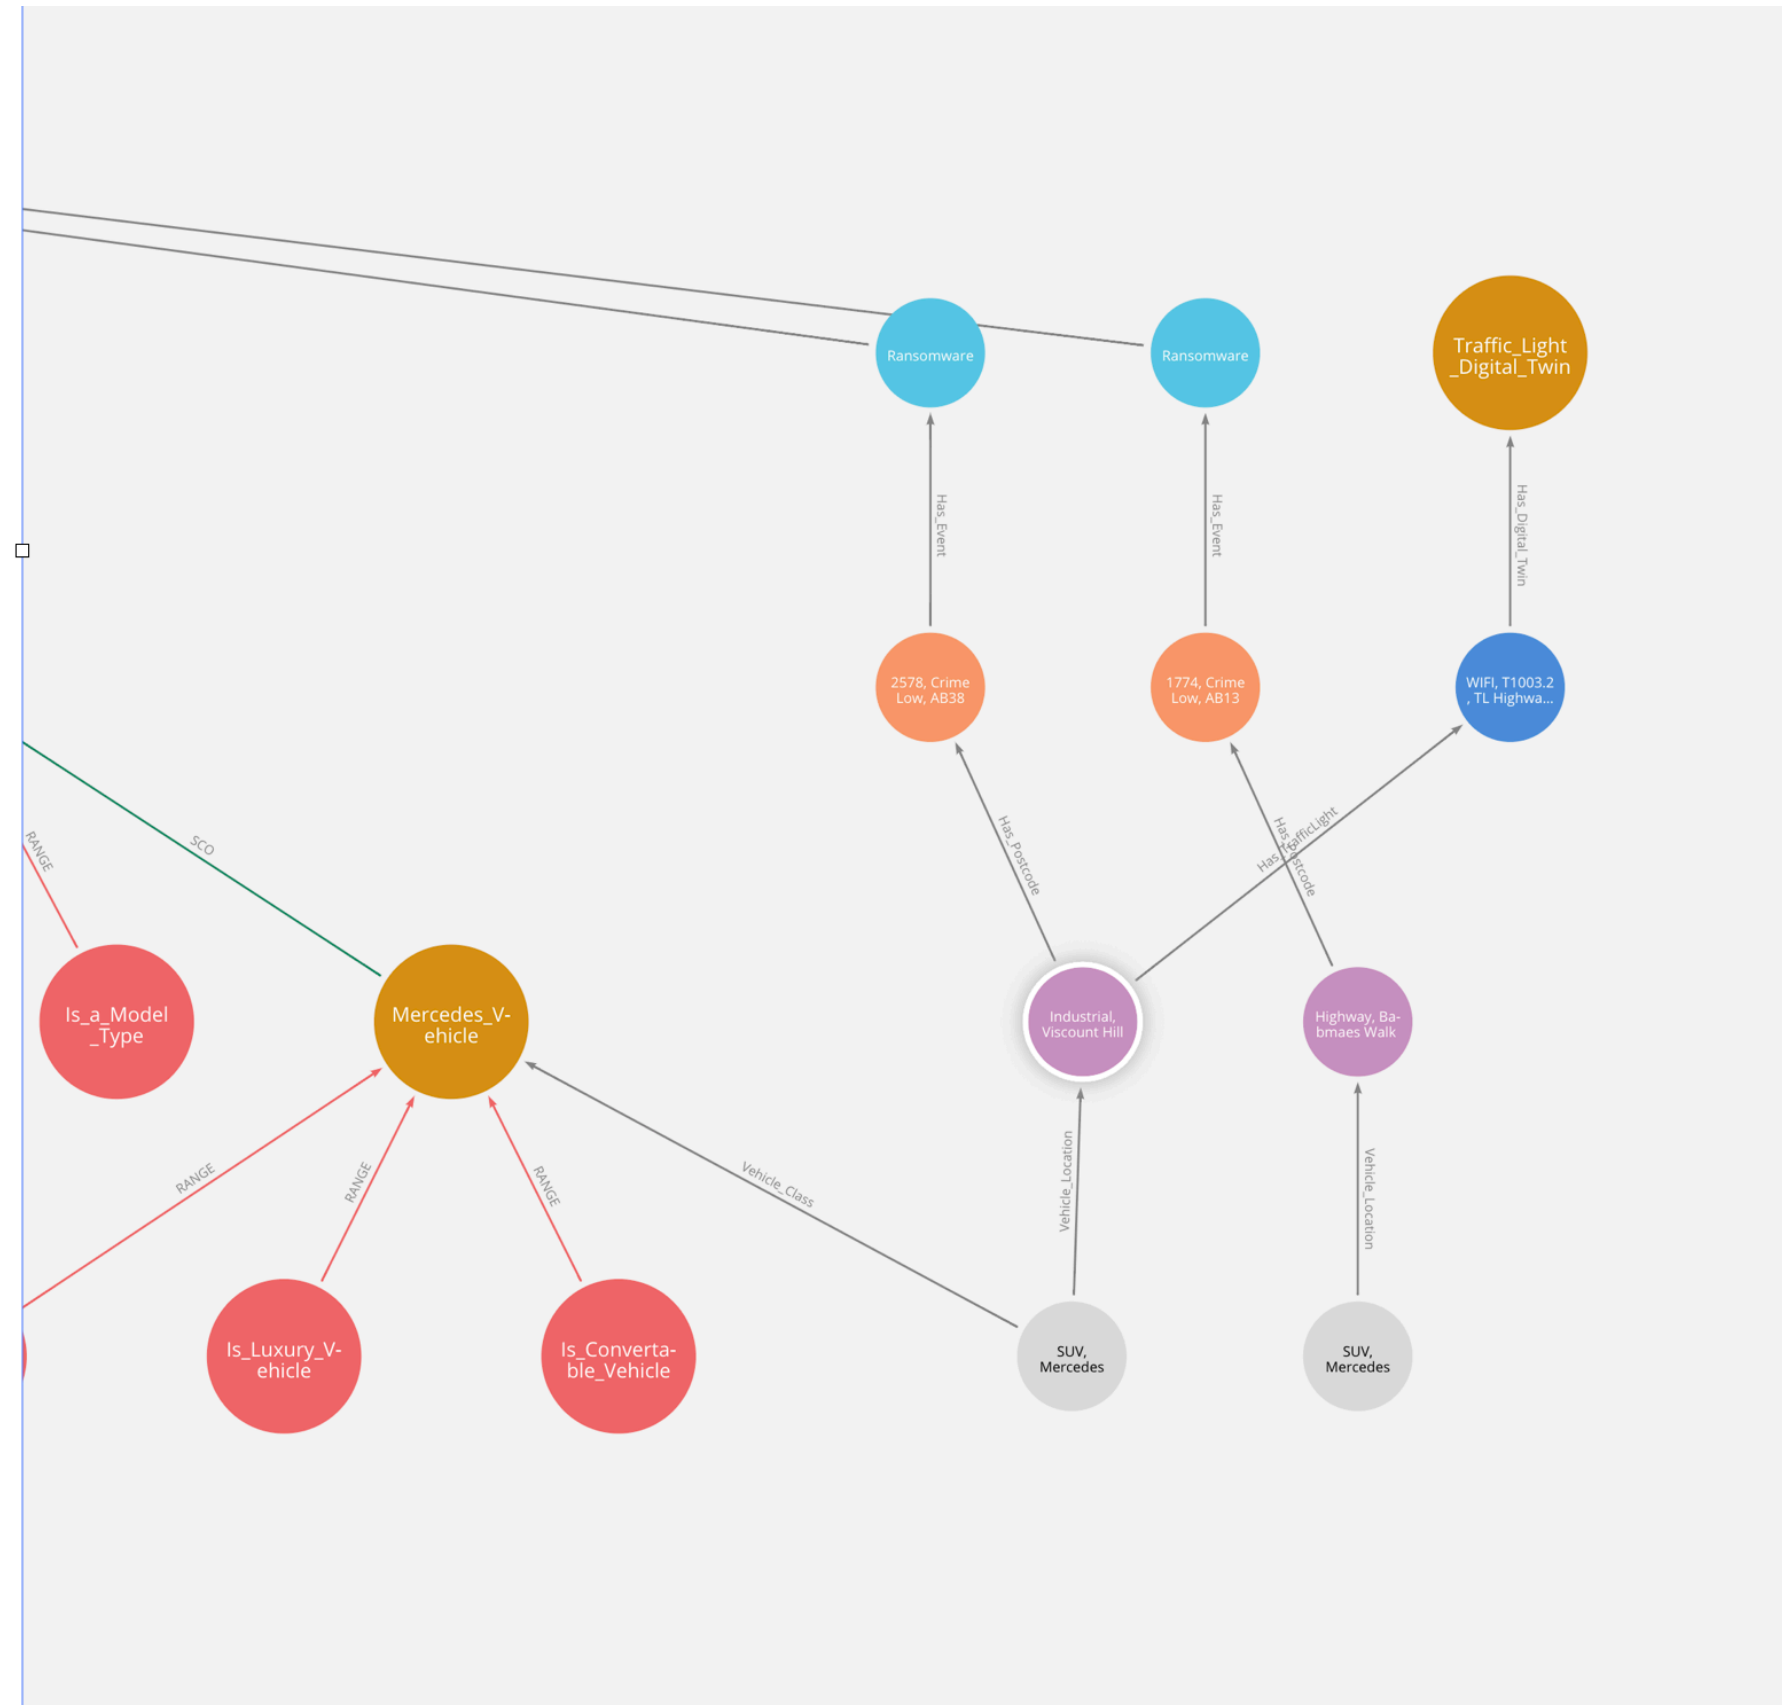 Ransomware
Ransomware
Traffic_Light
_Digital_Twin
Has_Event
Has_Event
Has_Digital_Twin
2578, Crime
Low, AB38
1774, Crime
Low, AB13
WIFI, T1003.2
, TL Highwa...
RANGE
SCO
Has_Postcode
Has_Postcode
Has_TrafficLight
Is_a_Model
_Type
Mercedes_V-
ehicle
Industrial,
Viscount Hill
Highway, Ba-
bmaes Walk
RANGE
RANGE
RANGE
Vehicle_Class
Vehicle_Location
Vehicle_Location
Is_Luxury_V-
ehicle
Is_Converta-
ble_Vehicle
SUV,
Mercedes
SUV,
Mercedes